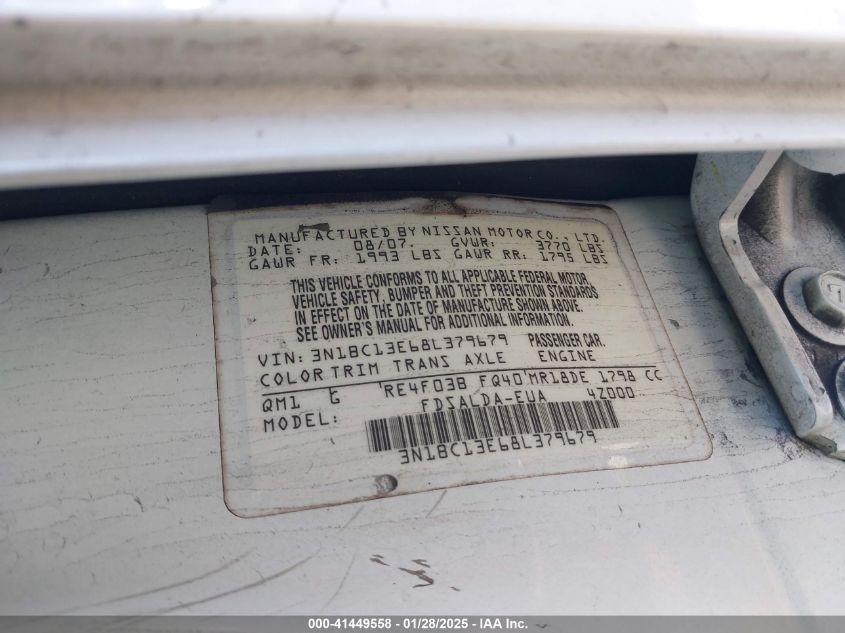 MANUFACTURED BY NISSAN MOTOR CO., LTD.
DATE: 08/07. GVWR: 3770 LBS
GAWR FR: 1993 LBS GAWR RR: 1795 LBS
THIS VEHICLE CONFORMS TO ALL APPLICABLE FEDERAL MOTOR
VEHICLE SAFETY, BUMPER AND THEFT PREVENTION STANDARDS
IN EFFECT ON THE DATE OF MANUFACTURE SHOWN ABOVE.
SEE OWNER'S MANUAL FOR ADDITIONAL INFORMATION.
VIN: 3N1BC13E68L379679 PASSENGER CAR.
COLOR TRIM TRANS AXLE ENGINE
QM1 G RE4F03B FQ40 MR18DE 1798 CC
MODEL: FDSALDA-EUA 4Z000
3N1BC13E68L379679
000-41449558 - 01/28/2025 - IAA Inc.